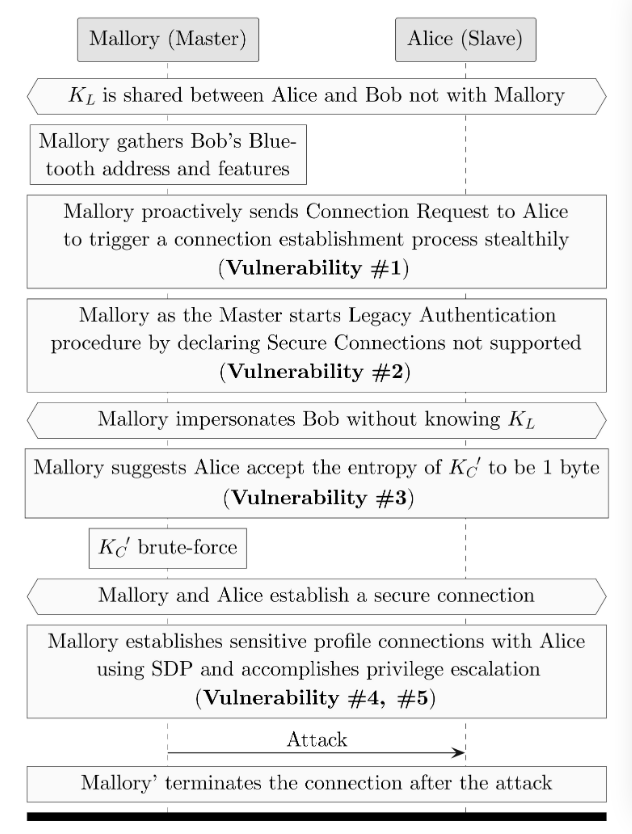 Mallory (Master)
Alice (Slave)
K_L is shared between Alice and Bob not with Mallory
Mallory gathers Bob's Blue-
tooth address and features
Mallory proactively sends Connection Request to Alice
to trigger a connection establishment process stealthily
(Vulnerability #1)
Mallory as the Master starts Legacy Authentication
procedure by declaring Secure Connections not supported
(Vulnerability #2)
Mallory impersonates Bob without knowing K_L
Mallory suggests Alice accept the entropy of K_C' to be 1 byte
(Vulnerability #3)
K_C' brute-force
Mallory and Alice establish a secure connection
Mallory establishes sensitive profile connections with Alice
using SDP and accomplishes privilege escalation
(Vulnerability #4, #5)
Attack
Mallory' terminates the connection after the attack